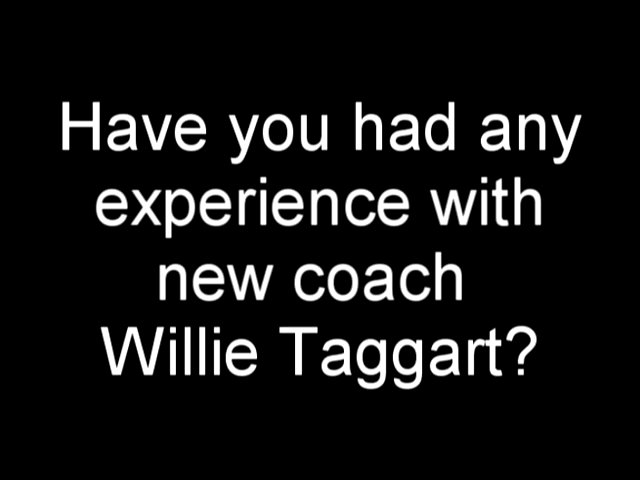 Have you had any
experience with
new coach
Willie Taggart?